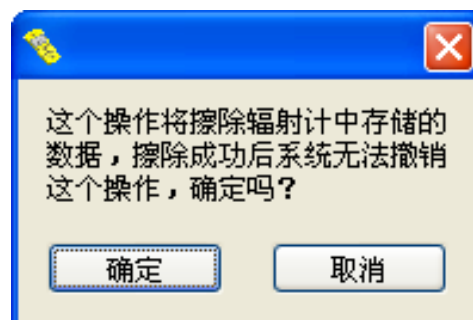 这个操作将擦除辐射计中存储的
数据，擦除成功后系统无法撤销
这个操作，确定吗？
确定
取消